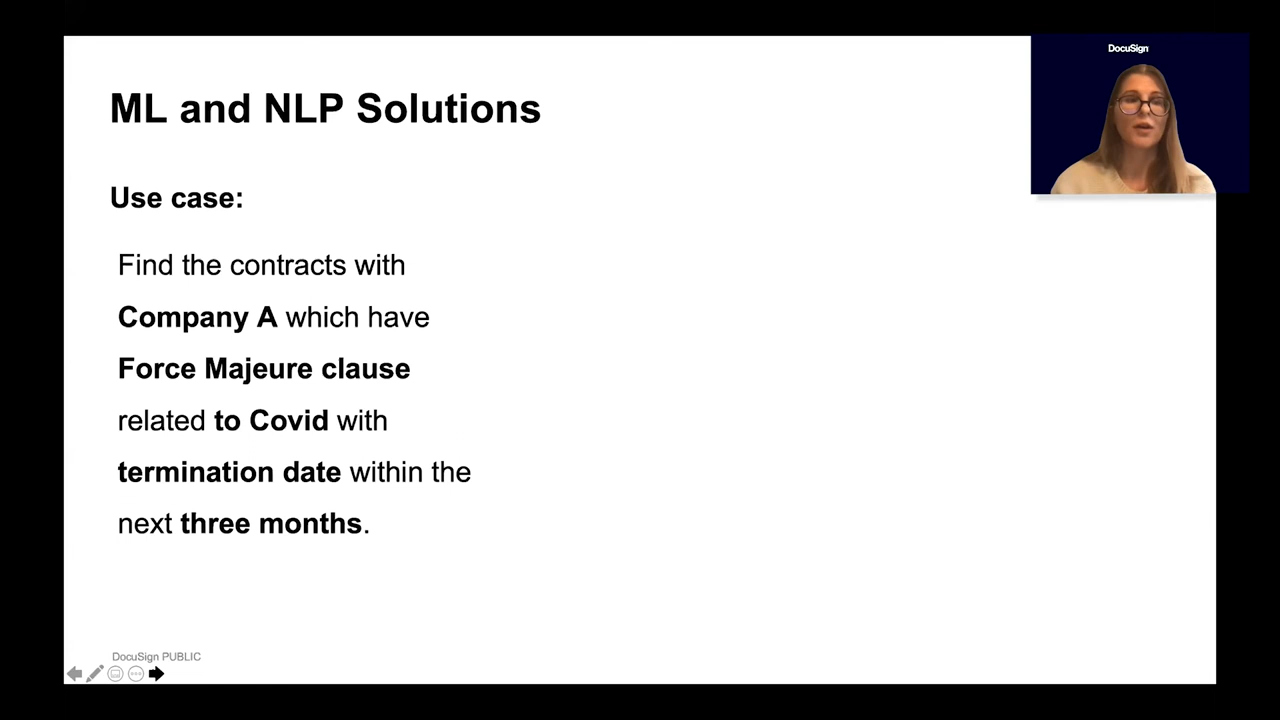 DocuSign
ML and NLP Solutions
Use case:
Find the contracts with
Company A which have
Force Majeure clause
related to Covid with
termination date within the
next three months.
DocuSign PUBLIC